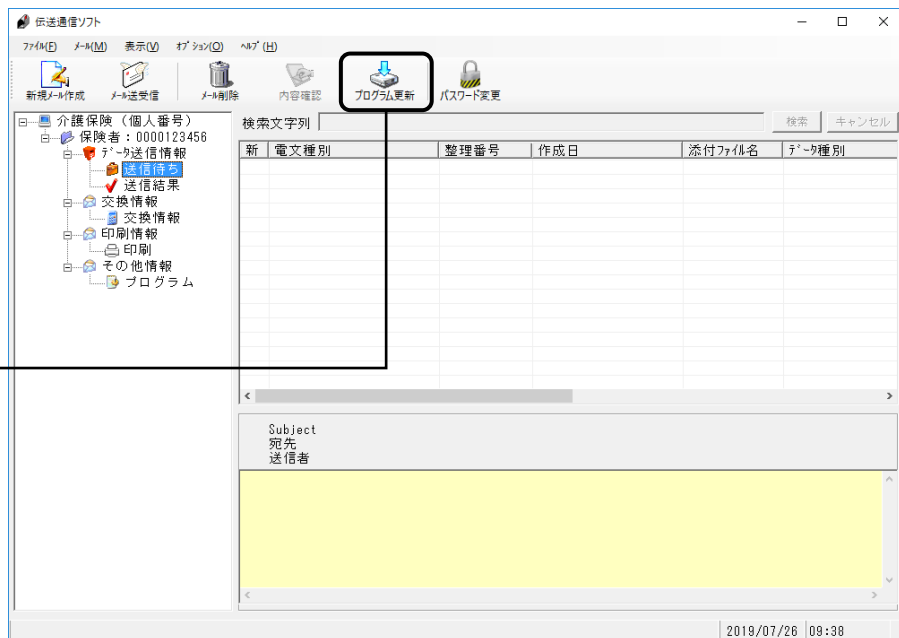 伝送通信ソフト
ファイル(F) メール(M) 表示(V) オプション(O) ヘルプ(H)
新規メール作成 メール送受信 メール削除 内容確認 プログラム更新 パスワード変更
介護保険（個人番号）
保険者：0000123456
データ送信情報
送信待ち
送信結果
交換情報
交換情報
印刷情報
印刷
その他情報
プログラム
検索文字列 検索 キャンセル
新 電文種別 整理番号 作成日 添付ファイル名 データ種別
Subject
宛先
送信者
2019/07/26 09:38